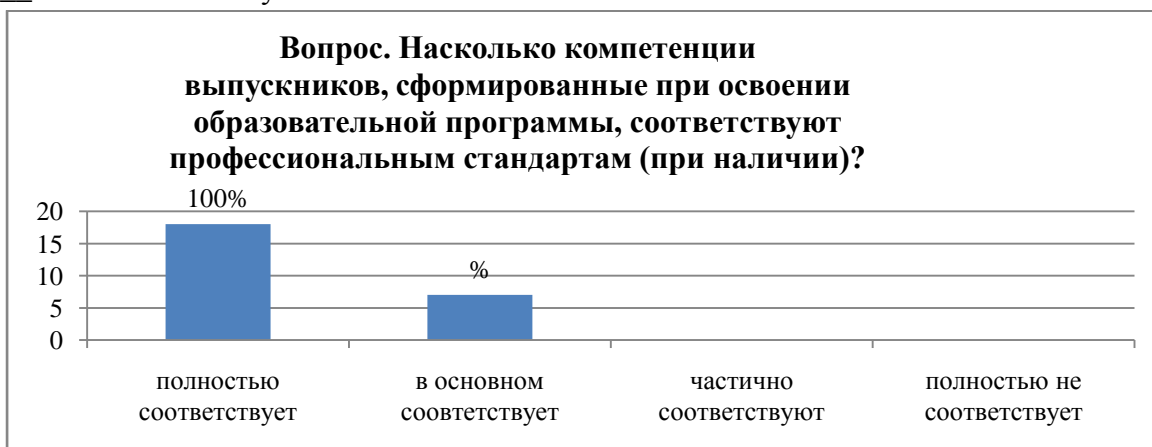 Вопрос. Насколько компетенции
выпускников, сформированные при освоении
образовательной программы, соответствуют
профессиональным стандартам (при наличии)?
100%
%
20
15
10
5
0
полностью
соответствует
в основном
соовтетствует
частично
соответствуют
полностью не
соответствует